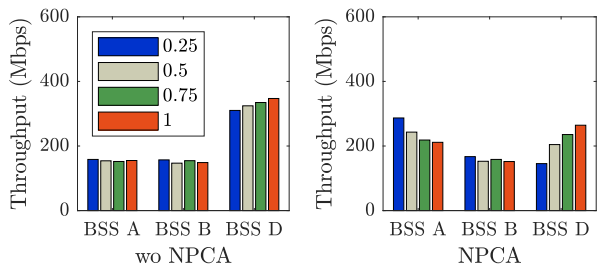 Throughput (Mbps)
600
400
200
0
0.25
0.5
0.75
1
BSS A BSS B BSS D
wo NPCA
Throughput (Mbps)
600
400
200
0
BSS A BSS B BSS D
NPCA